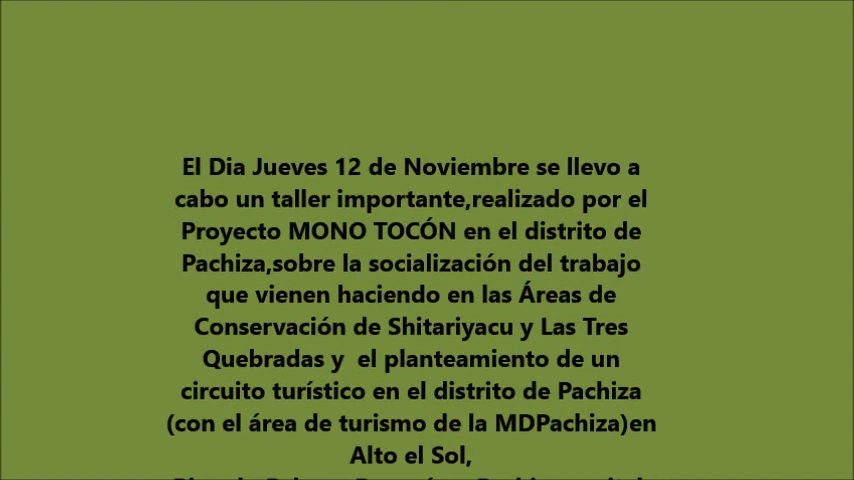 El Dia Jueves 12 de Noviembre se llevo a
cabo un taller importante,realizado por el
Proyecto MONO TOCÓN en el distrito de
Pachiza,sobre la socialización del trabajo
que vienen haciendo en las Áreas de
Conservación de Shitariyacu y Las Tres
Quebradas y  el planteamiento de un
circuito turístico en el distrito de Pachiza
(con el área de turismo de la MDPachiza)en
Alto el Sol,